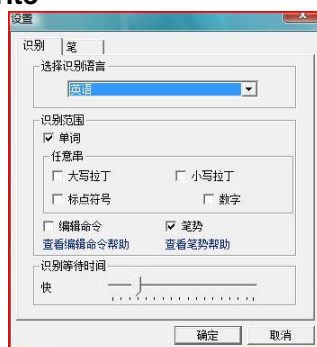 设置
识别 笔
选择识别语言
英语
识别范围
单词
任意串
大写拉丁 小写拉丁
标点符号 数字
编辑命令 笔势
查看编辑命令帮助 查看笔势帮助
识别等待时间
快
确定 取消